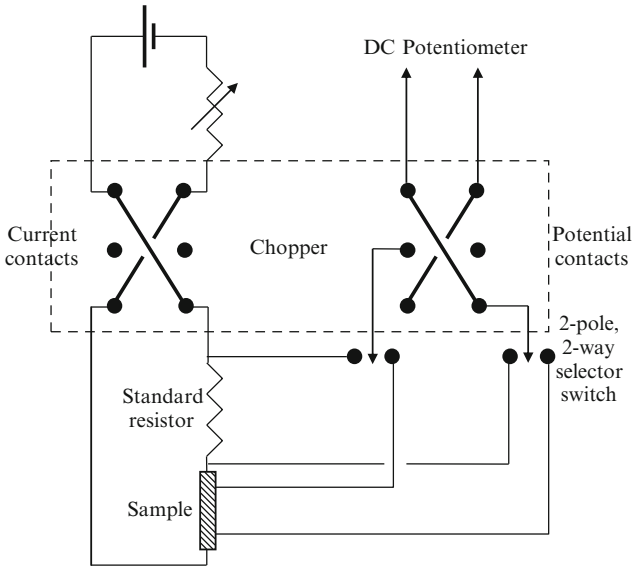 DC Potentiometer
Current
contacts
Chopper
Potential
contacts
2-pole,
2-way
selector
switch
Standard
resistor
Sample